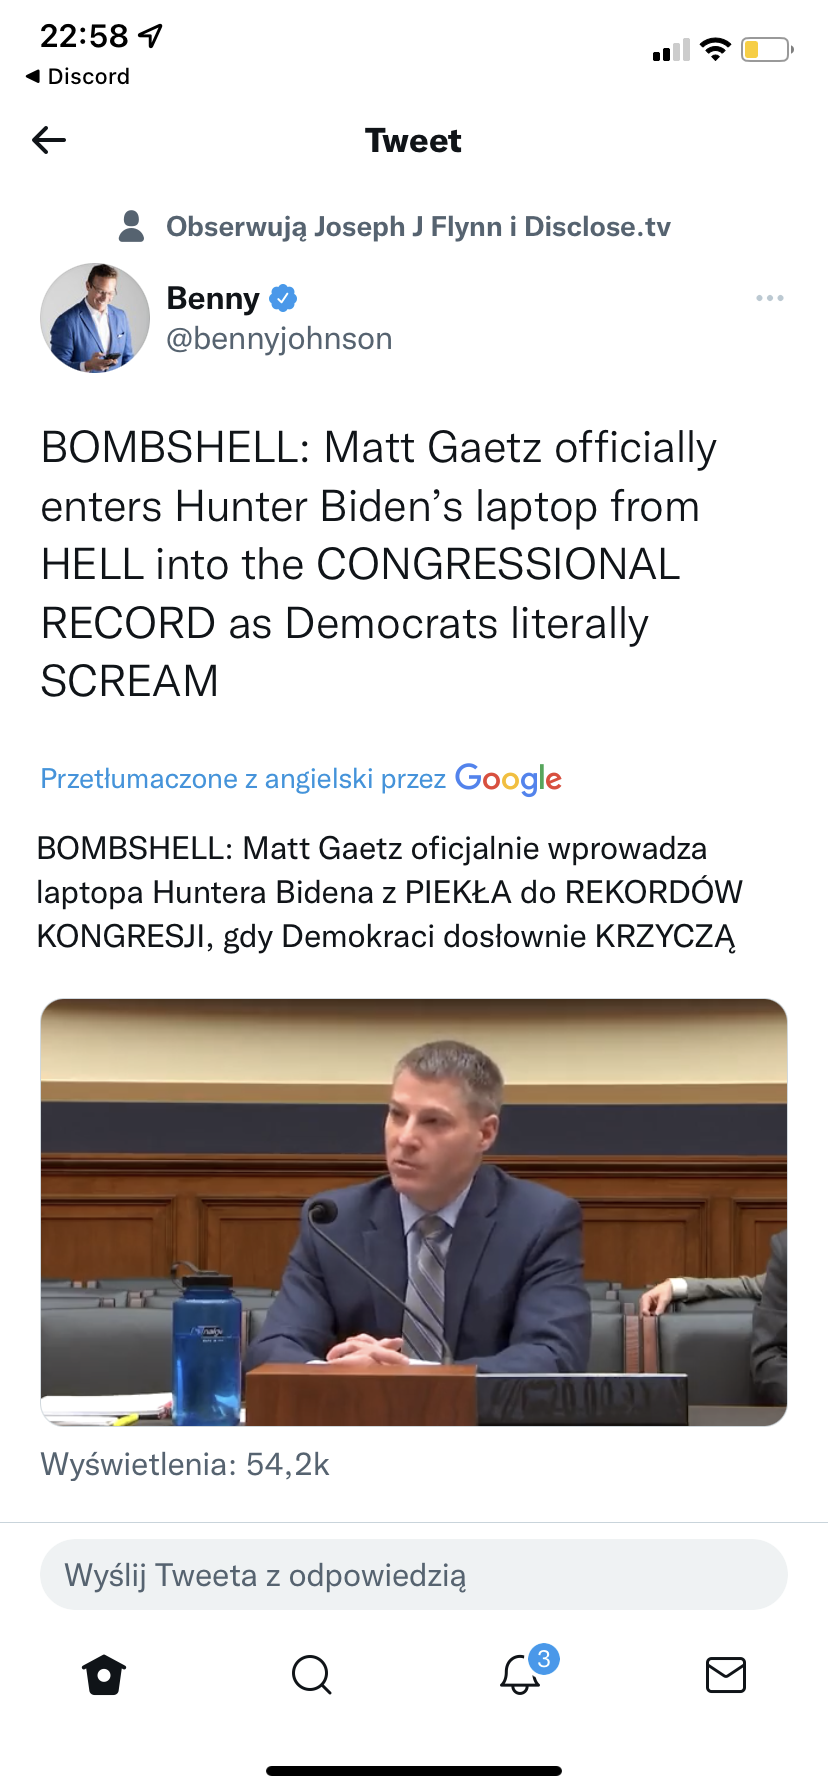 22:58
Discord
Tweet
Obserwują Joseph J Flynn i Disclose.tv
Benny
@bennyjohnson
BOMBSHELL: Matt Gaetz officially
enters Hunter Biden’s laptop from
HELL into the CONGRESSIONAL
RECORD as Democrats literally
SCREAM
Przetłumaczone z angielski przez Google
BOMBSHELL: Matt Gaetz oficjalnie wprowadza
laptopa Huntera Bidena z PIEKŁA do REKORDÓW
KONGRESJI, gdy Demokraci dosłownie KRZYCZĄ
Wyświetlenia: 54,2k
Wyślij Tweeta z odpowiedzią
3